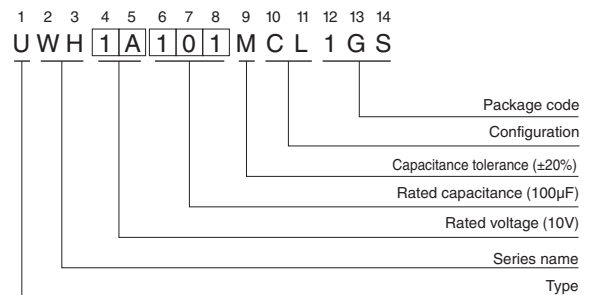 1 2 3 4 5 6 7 8 9 10 11 12 13 14
U W H 1 A 1 0 1 M C L 1 G S
Package code
Configuration
Capacitance tolerance (±20%)
Rated capacitance (100µF)
Rated voltage (10V)
Series name
Type